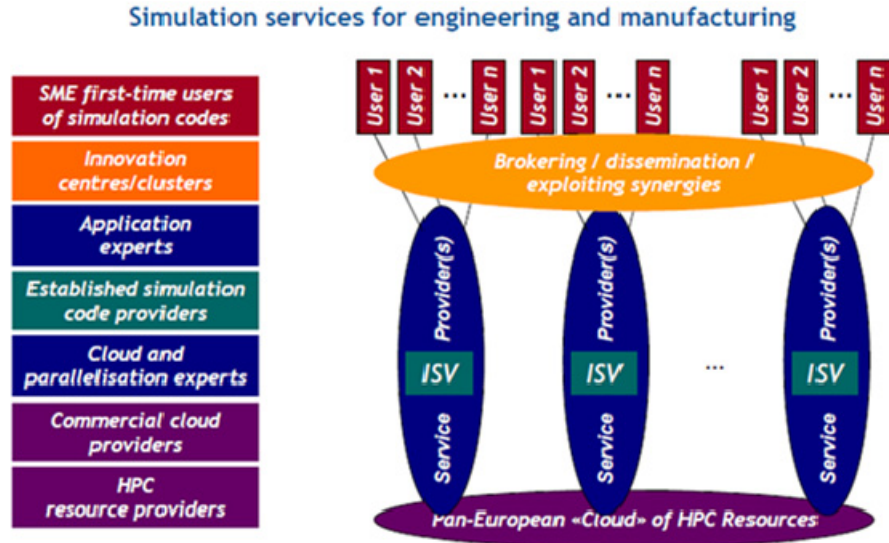 Simulation services for engineering and manufacturing
SME first-time users
of simulation codes
Innovation
centres/clusters
Application
experts
Established simulation
code providers
Cloud and
parallelisation experts
Commercial cloud
providers
HPC
resource providers
User 1
User 2
...
User n
User 1
User 2
...
User n
User 1
User 2
...
User n
Brokering / dissemination /
exploiting synergies
Service Provider(s)
ISV
Service Provider(s)
ISV
...
Service Provider(s)
ISV
Pan-European «Cloud» of HPC Resources